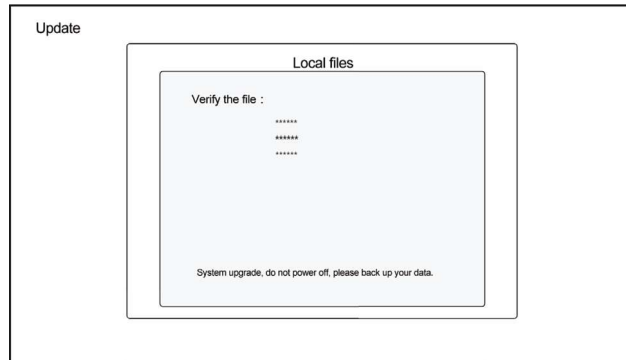 Update
Local files
Verify the file :
******
******
******
System upgrade, do not power off, please back up your data.